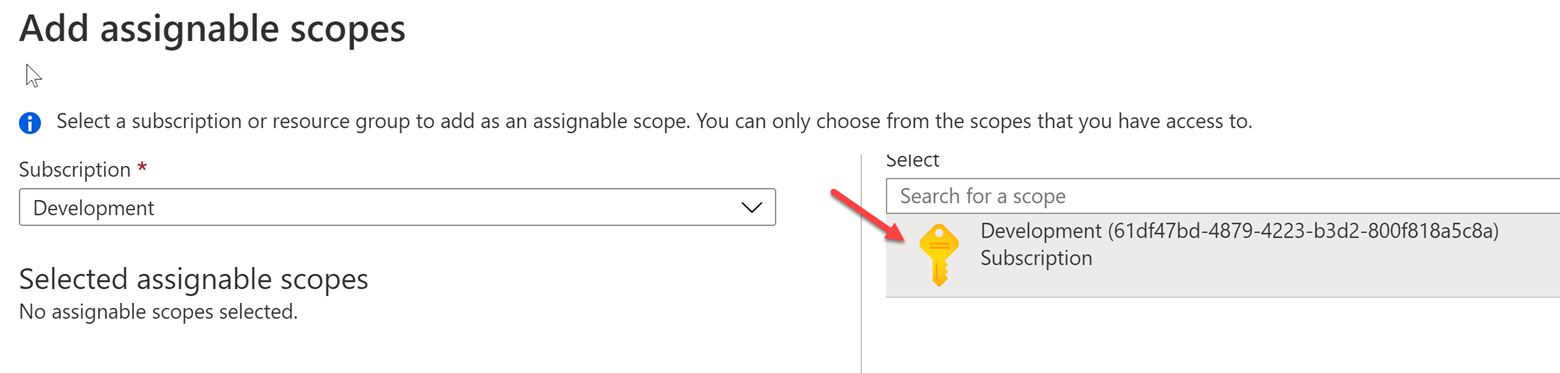 Add assignable scopes
Select a subscription or resource group to add as an assignable scope. You can only choose from the scopes that you have access to.
Subscription *
Development
Selected assignable scopes
No assignable scopes selected.
Select
Search for a scope
Development (61df47bd-4879-4223-b3d2-800f818a5c8a)
Subscription